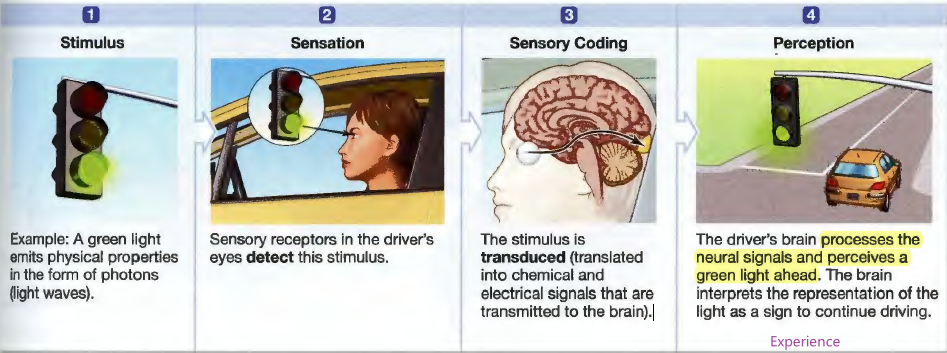 1
Stimulus
Example: A green light
emits physical properties
in the form of photons
(light waves).
2
Sensation
Sensory receptors in the driver's
eyes detect this stimulus.
3
Sensory Coding
The stimulus is
transduced (translated
into chemical and
electrical signals that are
transmitted to the brain).
4
Perception
The driver's brain processes the
neural signals and perceives a
green light ahead. The brain
interprets the representation of the
light as a sign to continue driving.
Experience